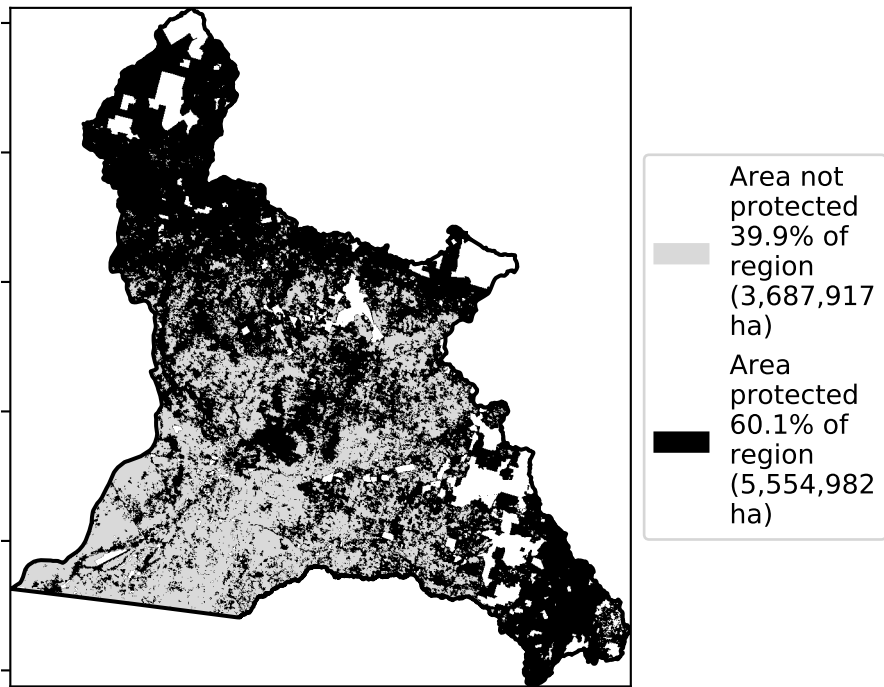 Area not
protected
39.9% of
region
(3,687,917
ha)
Area
protected
60.1% of
region
(5,554,982
ha)